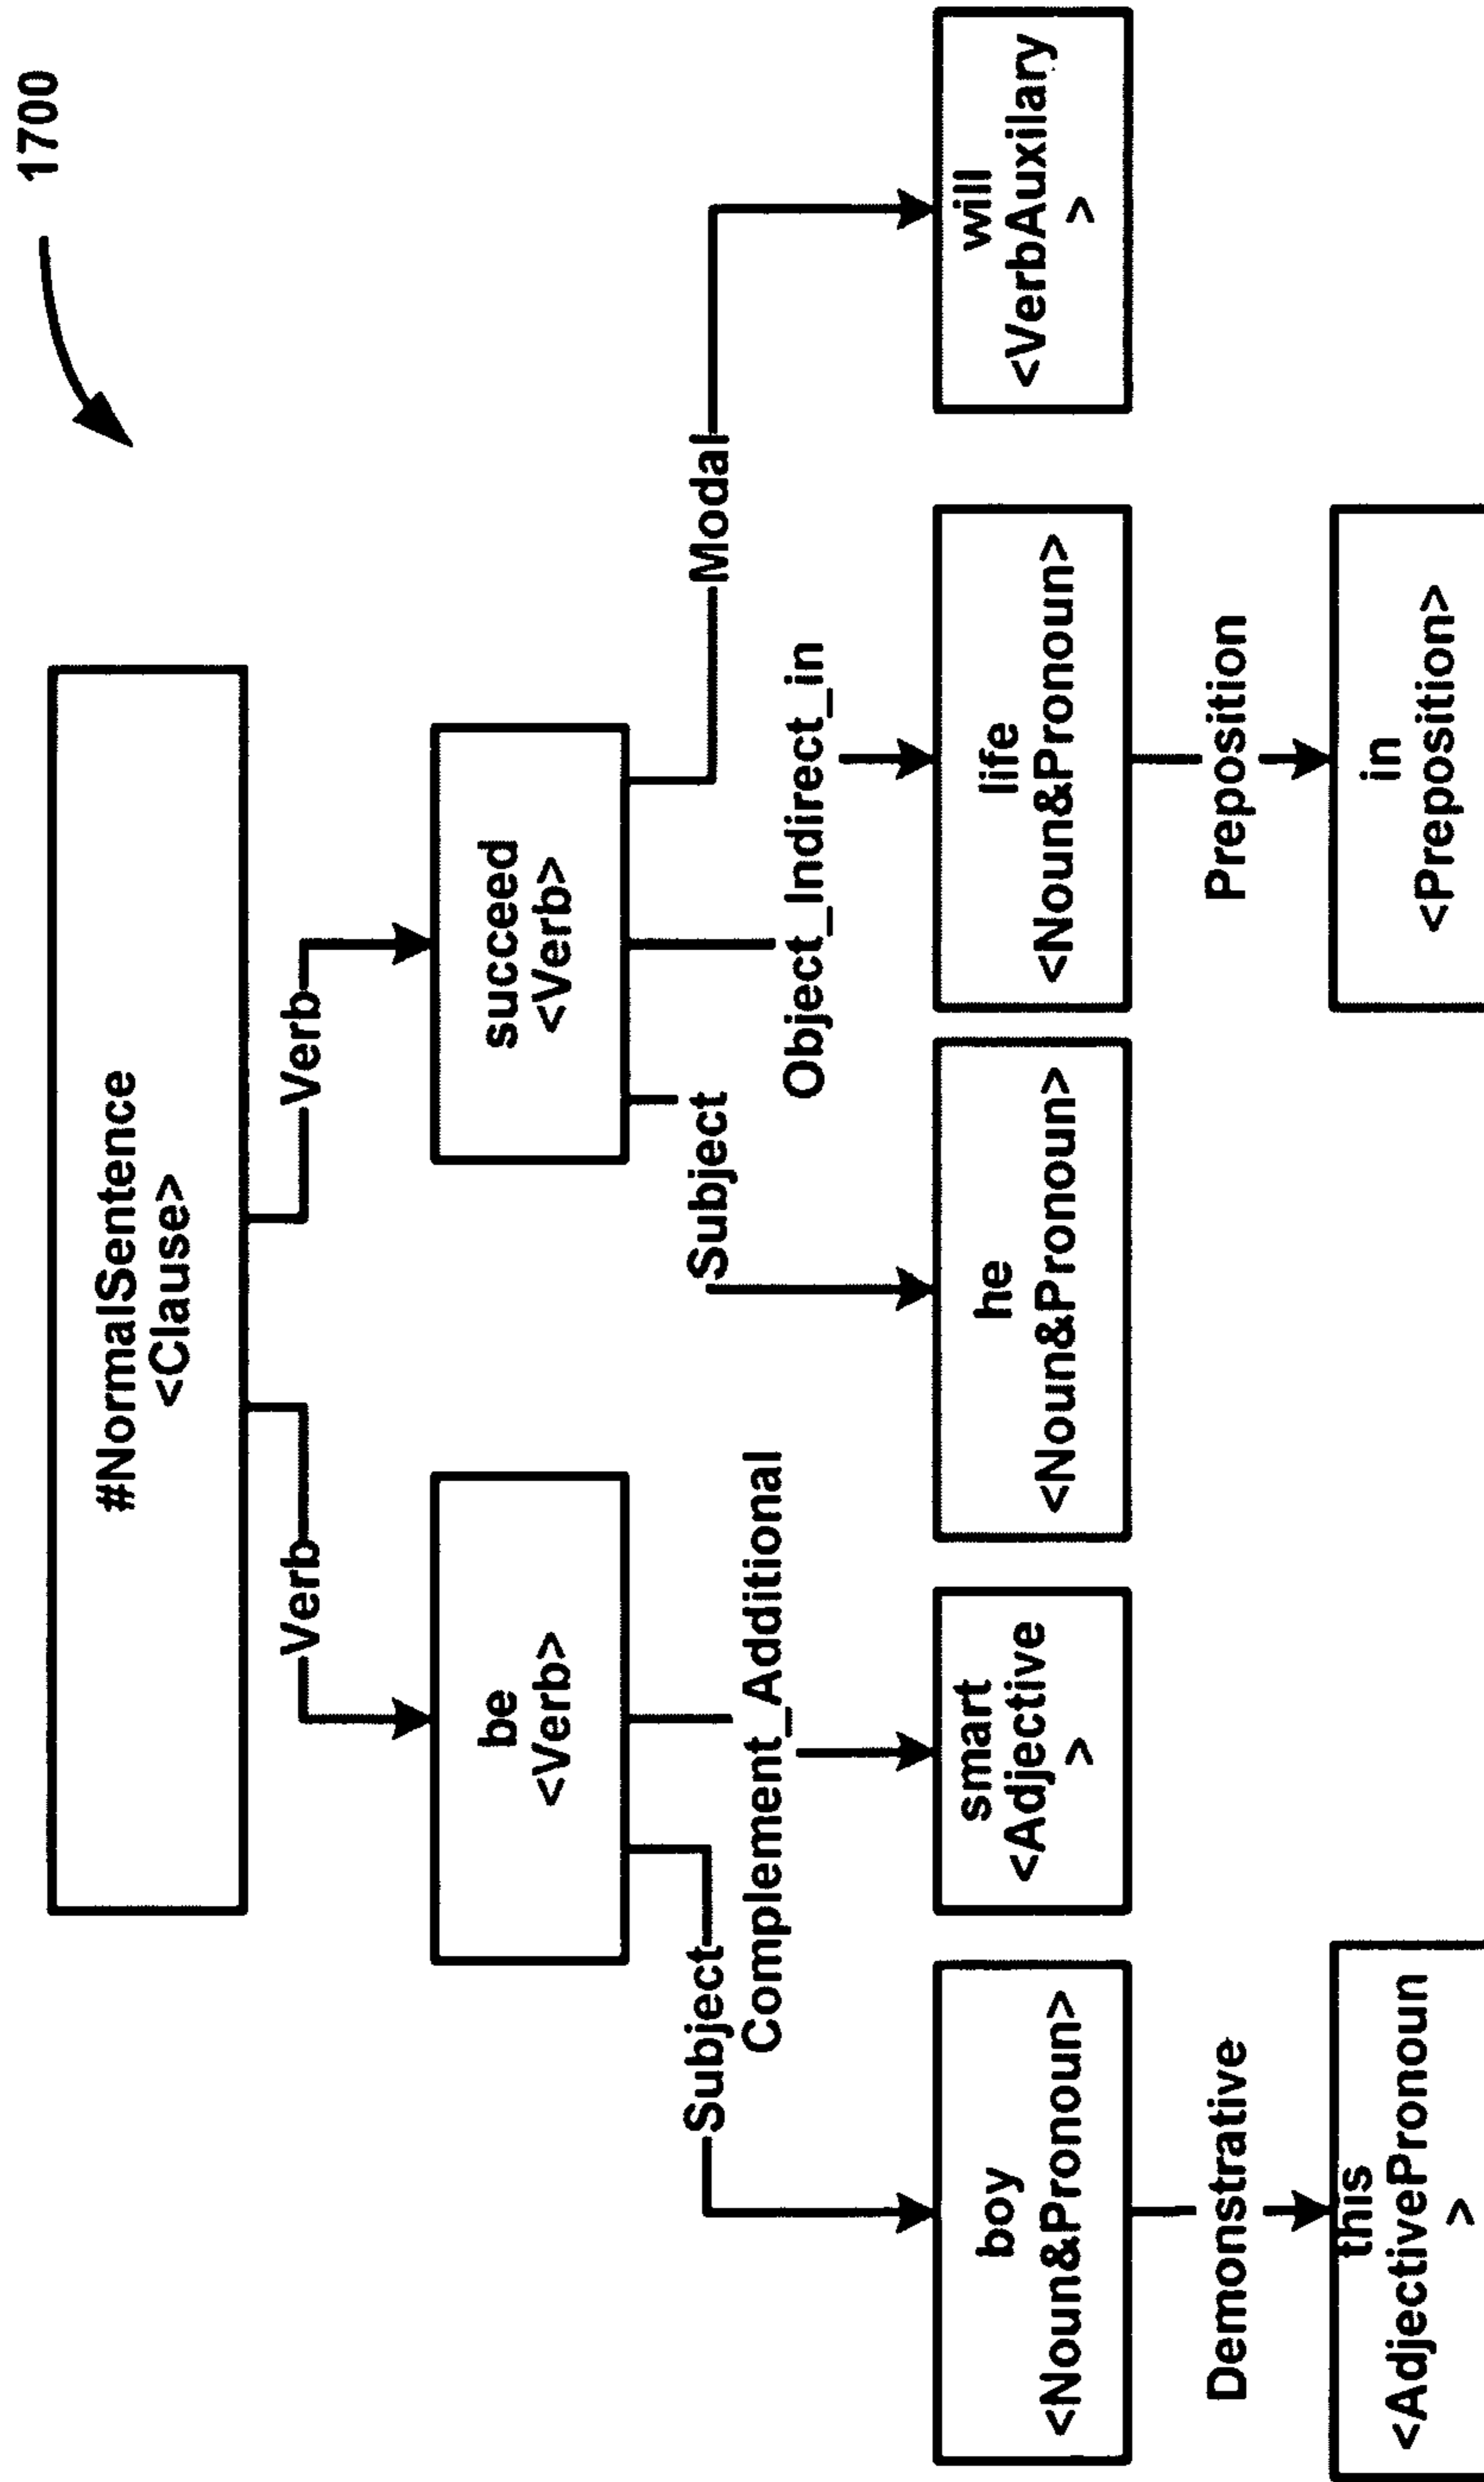 1700
#NormalSentence
<Clause>
Verb
Verb
be
<Verb>
succeed
<Verb>
Subject
Complement_Additional
Subject
Object_Indirect_in
Modal
boy
<Noun&Pronoun>
smart
<Adjective
>
he
<Noun&Pronoun>
life
<Noun&Pronoun>
will
<VerbAuxilary
>
Demonstrative
Preposition
this
<AdjectivePronoun
>
in
<Preposition>